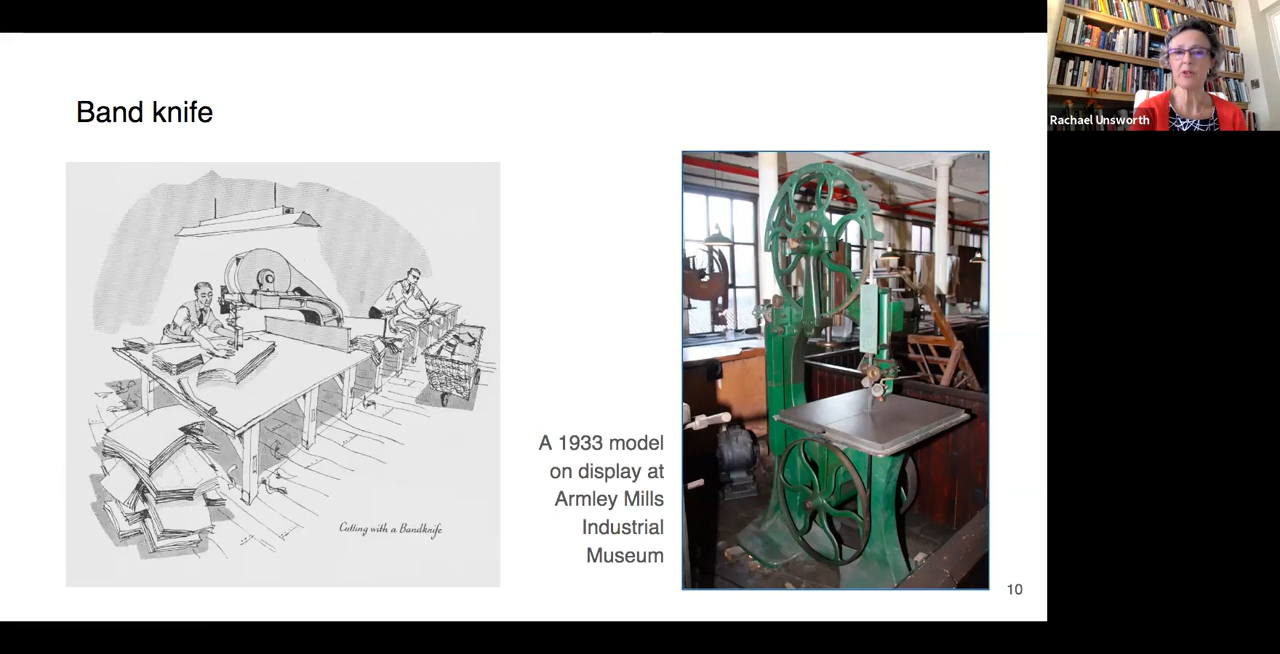 Band knife
Cutting with a Bandknife
A 1933 model
on display at
Armley Mills
Industrial
Museum
10
Rachael Unsworth